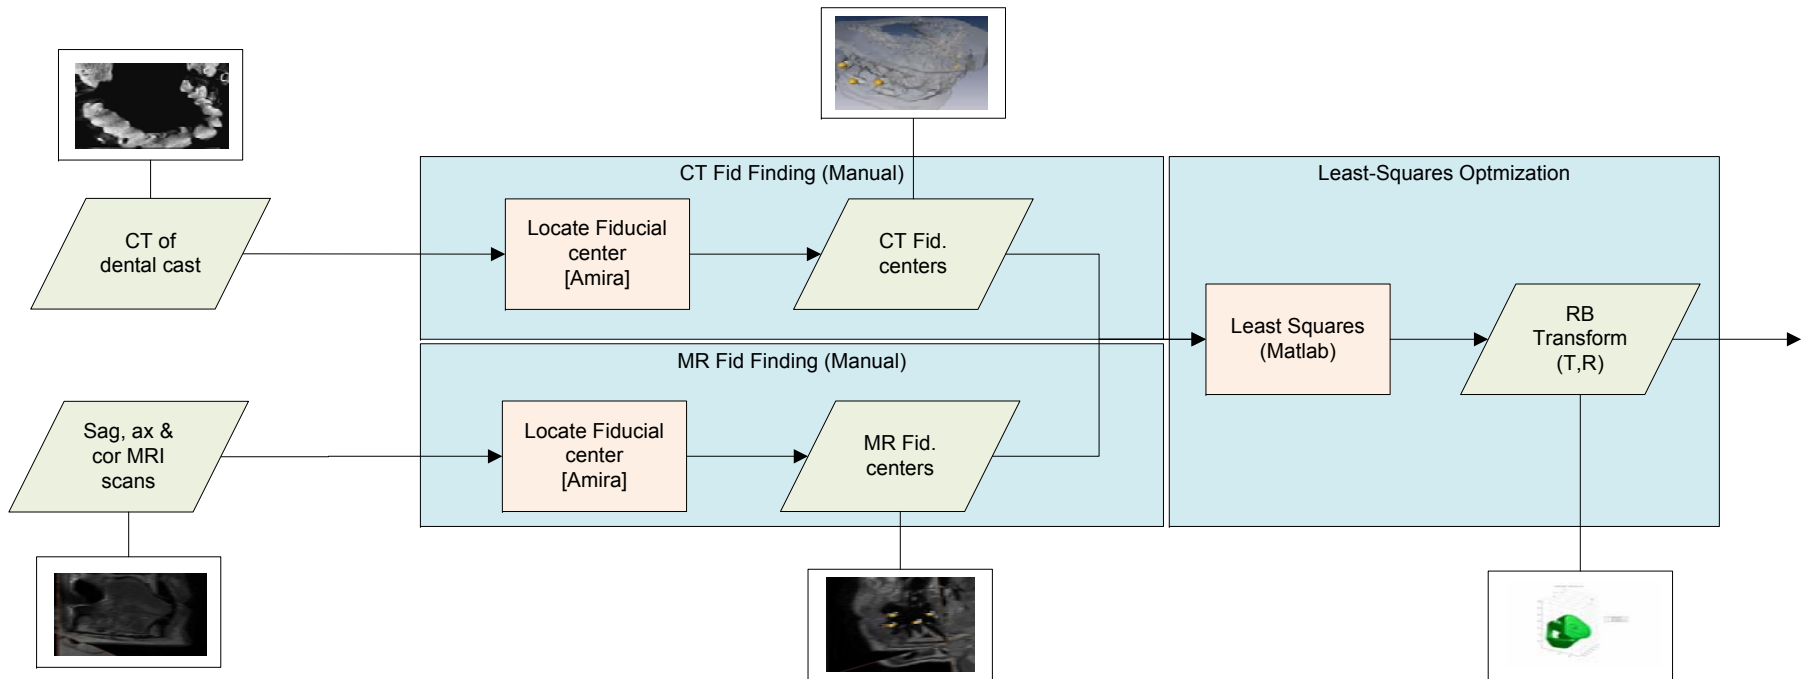 CT Fid Finding (Manual)
Least-Squares Optmization
CT of
dental cast
Locate Fiducial
center
[Amira]
CT Fid.
centers
Least Squares
(Matlab)
RB
Transform
(T,R)
MR Fid Finding (Manual)
Sag, ax &
cor MRI
scans
Locate Fiducial
center
[Amira]
MR Fid.
centers